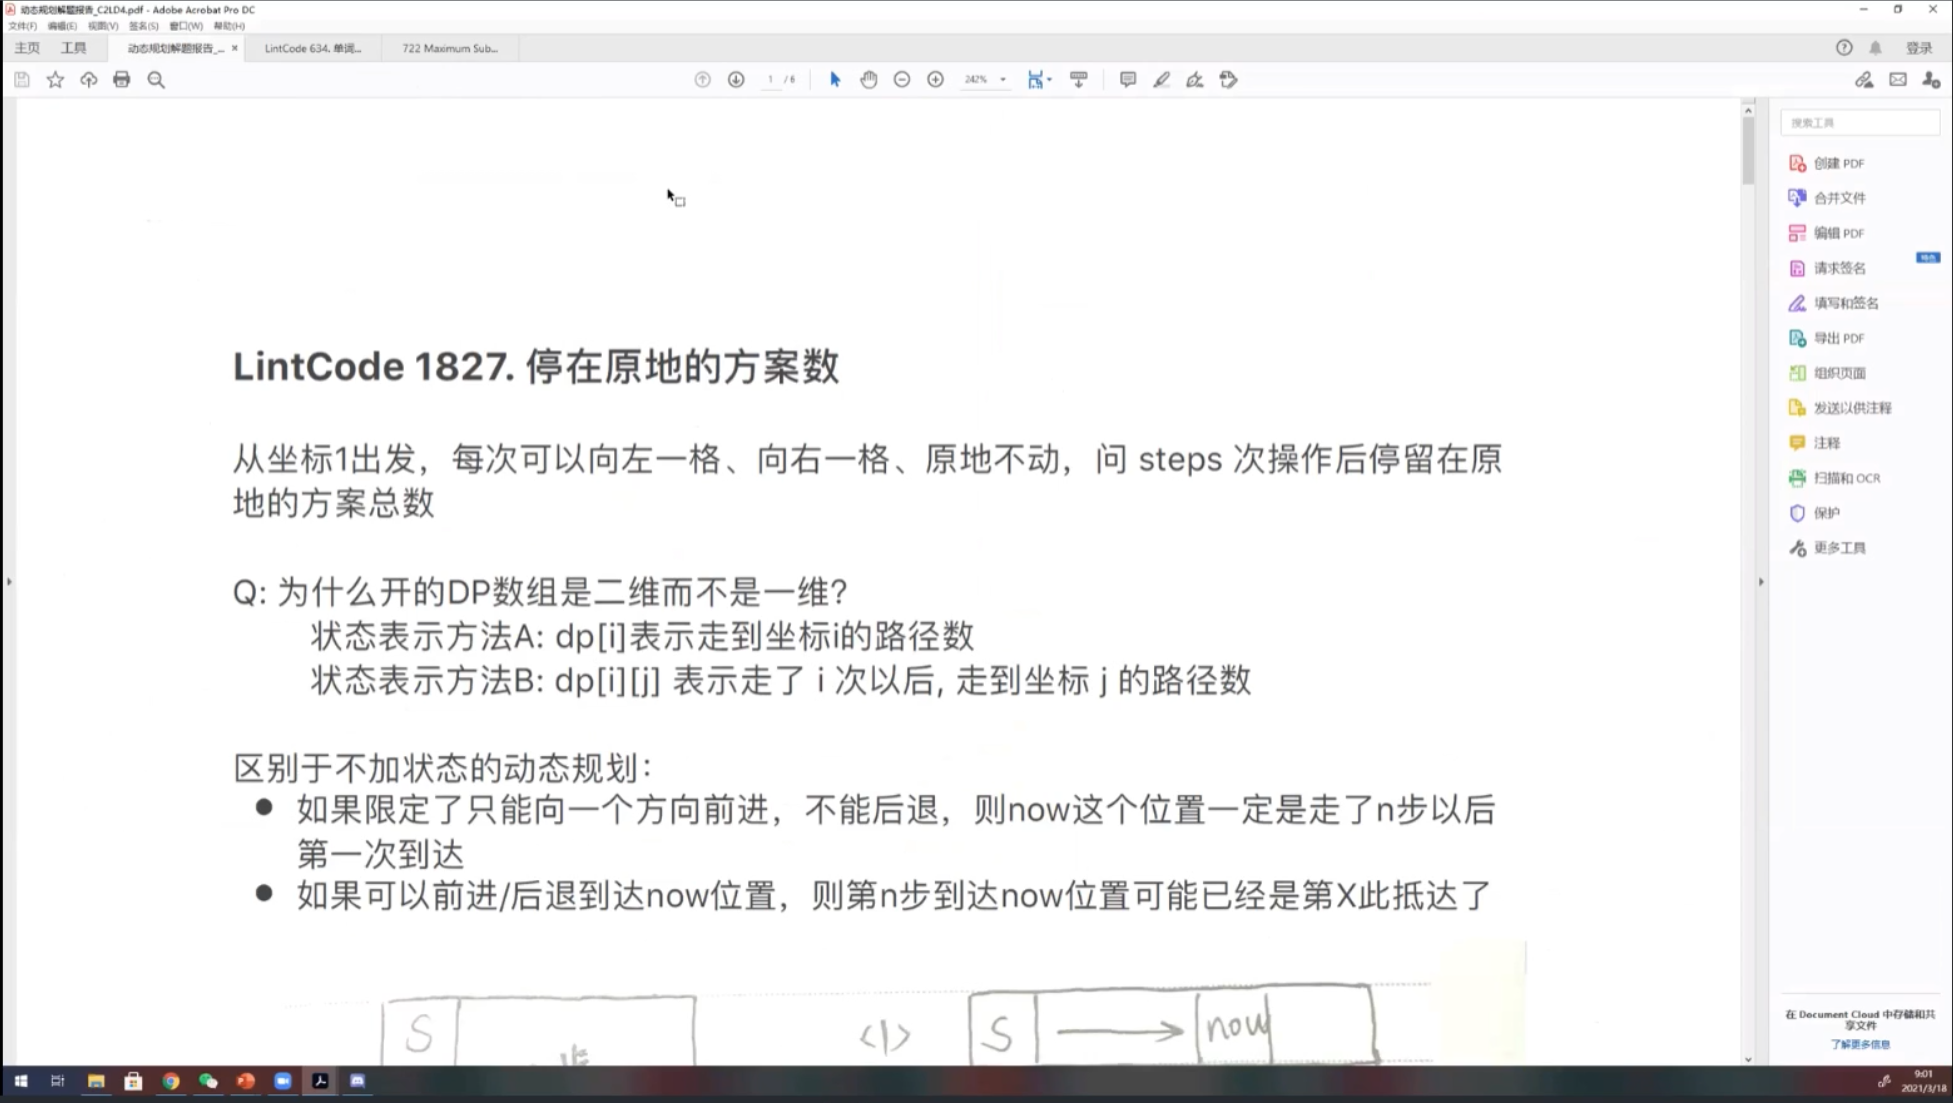 动态规划解题报告_C2LD4.pdf - Adobe Acrobat Pro DC
文件(F) 编辑(E) 视图(V) 签名(S) 窗口(W) 帮助(H)
主页 工具 动态规划解题报告_... × LintCode 634. 单词... 722 Maximum Sub... 登录
1 / 6 242%
搜索工具
创建 PDF
合并文件
编辑 PDF
特色
请求签名
填写和签名
导出 PDF
组织页面
发送以供注释
注释
扫描和 OCR
保护
更多工具
在 Document Cloud 中存储和共
享文件
了解更多信息
LintCode 1827. 停在原地的方案数
从坐标1出发，每次可以向左一格、向右一格、原地不动，问 steps 次操作后停留在原
地的方案总数
Q: 为什么开的DP数组是二维而不是一维?
状态表示方法A: dp[i]表示走到坐标i的路径数
状态表示方法B: dp[i][j] 表示走了 i 次以后, 走到坐标 j 的路径数
区别于不加状态的动态规划：
● 如果限定了只能向一个方向前进，不能后退，则now这个位置一定是走了n步以后
第一次到达
● 如果可以前进/后退到达now位置，则第n步到达now位置可能已经是第X此抵达了
S S now
9:01
2021/3/18